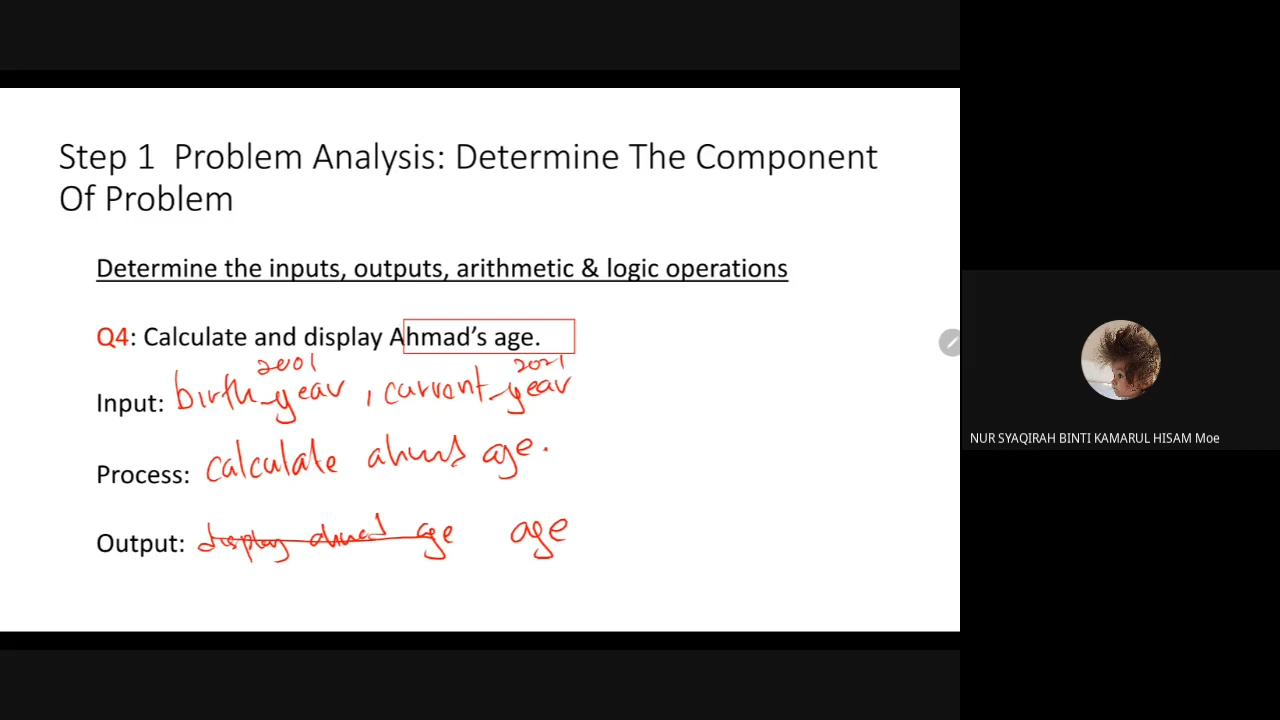 Step 1 Problem Analysis: Determine The Component
Of Problem
Determine the inputs, outputs, arithmetic & logic operations
Q4: Calculate and display Ahmad's age.
2001 2021
Input: birth_year, current_year
Process: calculate age.
Output: display ahmad age age
NUR SYAQIRAH BINTI KAMARUL HISAM Moe